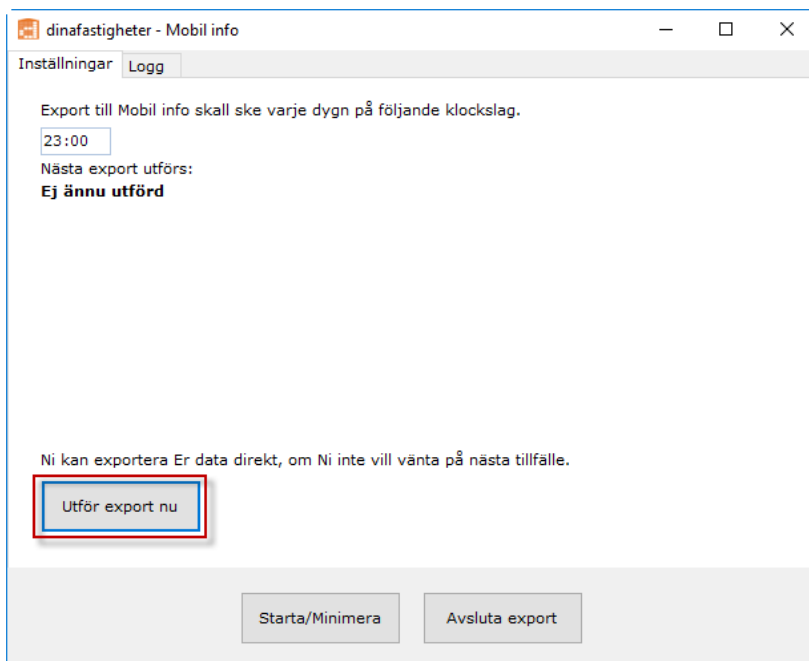 dinafastigheter - Mobil info
Inställningar Logg
Export till Mobil info skall ske varje dygn på följande klockslag.
23:00
Nästa export utförs:
Ej ännu utförd
Ni kan exportera Er data direkt, om Ni inte vill vänta på nästa tillfälle.
Utför export nu
Starta/Minimera Avsluta export